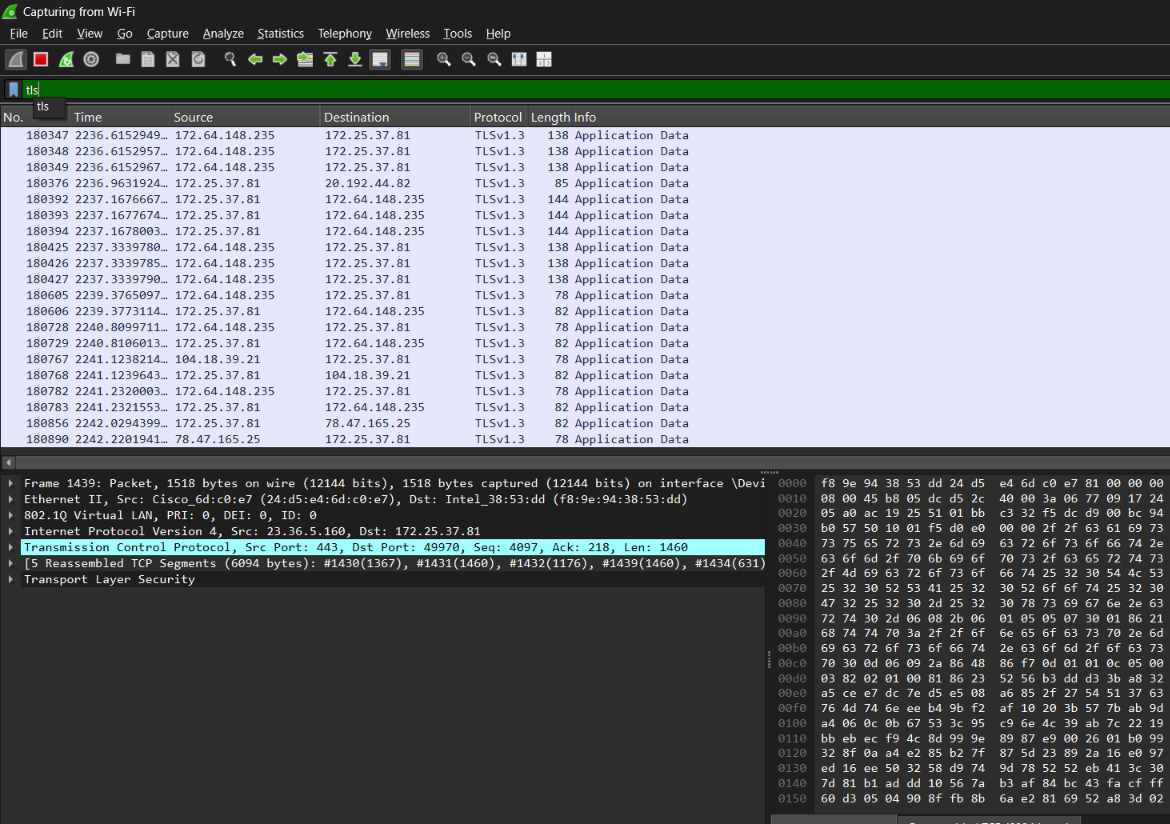 Capturing from Wi-Fi
File Edit View Go Capture Analyze Statistics Telephony Wireless Tools Help
tls
tls
No. Time Source Destination Protocol Length Info
180347 2236.6152949… 172.64.148.235 172.25.37.81 TLSv1.3 138 Application Data
180348 2236.6152957… 172.64.148.235 172.25.37.81 TLSv1.3 138 Application Data
180349 2236.6152967… 172.64.148.235 172.25.37.81 TLSv1.3 138 Application Data
180376 2236.9631924… 172.25.37.81 20.192.44.82 TLSv1.3 85 Application Data
180392 2237.1676667… 172.25.37.81 172.64.148.235 TLSv1.3 144 Application Data
180393 2237.1677674… 172.25.37.81 172.64.148.235 TLSv1.3 144 Application Data
180394 2237.1678003… 172.25.37.81 172.64.148.235 TLSv1.3 144 Application Data
180425 2237.3339780… 172.64.148.235 172.25.37.81 TLSv1.3 138 Application Data
180426 2237.3339785… 172.64.148.235 172.25.37.81 TLSv1.3 138 Application Data
180427 2237.3339790… 172.64.148.235 172.25.37.81 TLSv1.3 138 Application Data
180605 2239.3765097… 172.64.148.235 172.25.37.81 TLSv1.3 78 Application Data
180606 2239.3773114… 172.25.37.81 172.64.148.235 TLSv1.3 82 Application Data
180728 2240.8099711… 172.64.148.235 172.25.37.81 TLSv1.3 78 Application Data
180729 2240.8106013… 172.25.37.81 172.64.148.235 TLSv1.3 82 Application Data
180767 2241.1238214… 104.18.39.21 172.25.37.81 TLSv1.3 78 Application Data
180768 2241.1239643… 172.25.37.81 104.18.39.21 TLSv1.3 82 Application Data
180782 2241.2320003… 172.64.148.235 172.25.37.81 TLSv1.3 78 Application Data
180783 2241.2321553… 172.25.37.81 172.64.148.235 TLSv1.3 82 Application Data
180856 2242.0294399… 172.25.37.81 78.47.165.25 TLSv1.3 82 Application Data
180890 2242.2201941… 78.47.165.25 172.25.37.81 TLSv1.3 78 Application Data
Frame 1439: Packet, 1518 bytes on wire (12144 bits), 1518 bytes captured (12144 bits) on interface \Devi
Ethernet II, Src: Cisco_6d:c0:e7 (24:d5:e4:6d:c0:e7), Dst: Intel_38:53:dd (f8:9e:94:38:53:dd)
802.1Q Virtual LAN, PRI: 0, DEI: 0, ID: 0
Internet Protocol Version 4, Src: 23.36.5.160, Dst: 172.25.37.81
Transmission Control Protocol, Src Port: 443, Dst Port: 49970, Seq: 4097, Ack: 218, Len: 1460
[5 Reassembled TCP Segments (6094 bytes): #1430(1367), #1431(1460), #1432(1176), #1439(1460), #1434(631)]
Transport Layer Security
0000 f8 9e 94 38 53 dd 24 d5 e4 6d c0 e7 81 00 00 00
0010 08 00 45 b8 05 dc d5 2c 40 00 3a 06 77 09 17 24
0020 05 a0 ac 19 25 51 01 bb c3 32 f5 dc d9 00 bc 94
0030 b0 57 50 10 01 f5 d0 e0 00 00 2f 2f 63 61 69 73
0040 73 75 65 72 73 2e 6d 69 63 72 6f 73 6f 66 74 2e
0050 63 6f 6d 2f 70 6b 69 6f 70 73 2f 63 65 72 74 73
0060 2f 4d 69 63 72 6f 73 6f 66 74 25 32 30 54 4c 53
0070 25 32 30 52 53 41 25 32 30 52 6f 6f 74 25 32 30
0080 47 32 25 32 30 2d 25 32 30 78 73 69 67 6e 2e 63
0090 72 74 30 2d 06 08 2b 06 01 05 05 07 30 01 86 21
00a0 68 74 74 70 3a 2f 2f 6f 6e 65 6f 63 73 70 2e 6d
00b0 69 63 72 6f 73 6f 66 74 2e 63 6f 6d 2f 6f 63 73
00c0 70 30 0d 06 09 2a 86 48 86 f7 0d 01 01 0c 05 00
00d0 03 82 02 01 00 81 86 23 52 56 b3 dd d3 3b a8 32
00e0 a5 ce e7 dc 7e d5 e5 08 a6 85 2f 27 54 51 37 63
00f0 76 4d 74 6e ee b4 9b f2 af 10 20 3b 57 7b ab 9d
0100 a4 06 0c 0b 67 53 3c 95 c9 6e 4c 39 ab 7c 22 19
0110 bb eb ec f9 4c 8d 99 9e 89 87 e9 00 26 01 b0 99
0120 32 8f 0a a4 e2 85 b2 7f 87 5d 23 89 2a 16 e0 97
0130 ed 16 ee 50 32 58 d9 74 9d 78 52 52 eb 41 3c 30
0140 7d 81 b1 ad dd 10 56 7a b3 af 84 bc 43 fa cf ff
0150 60 d3 05 04 90 8f fb 8b 6a e2 81 69 52 a8 3d 02